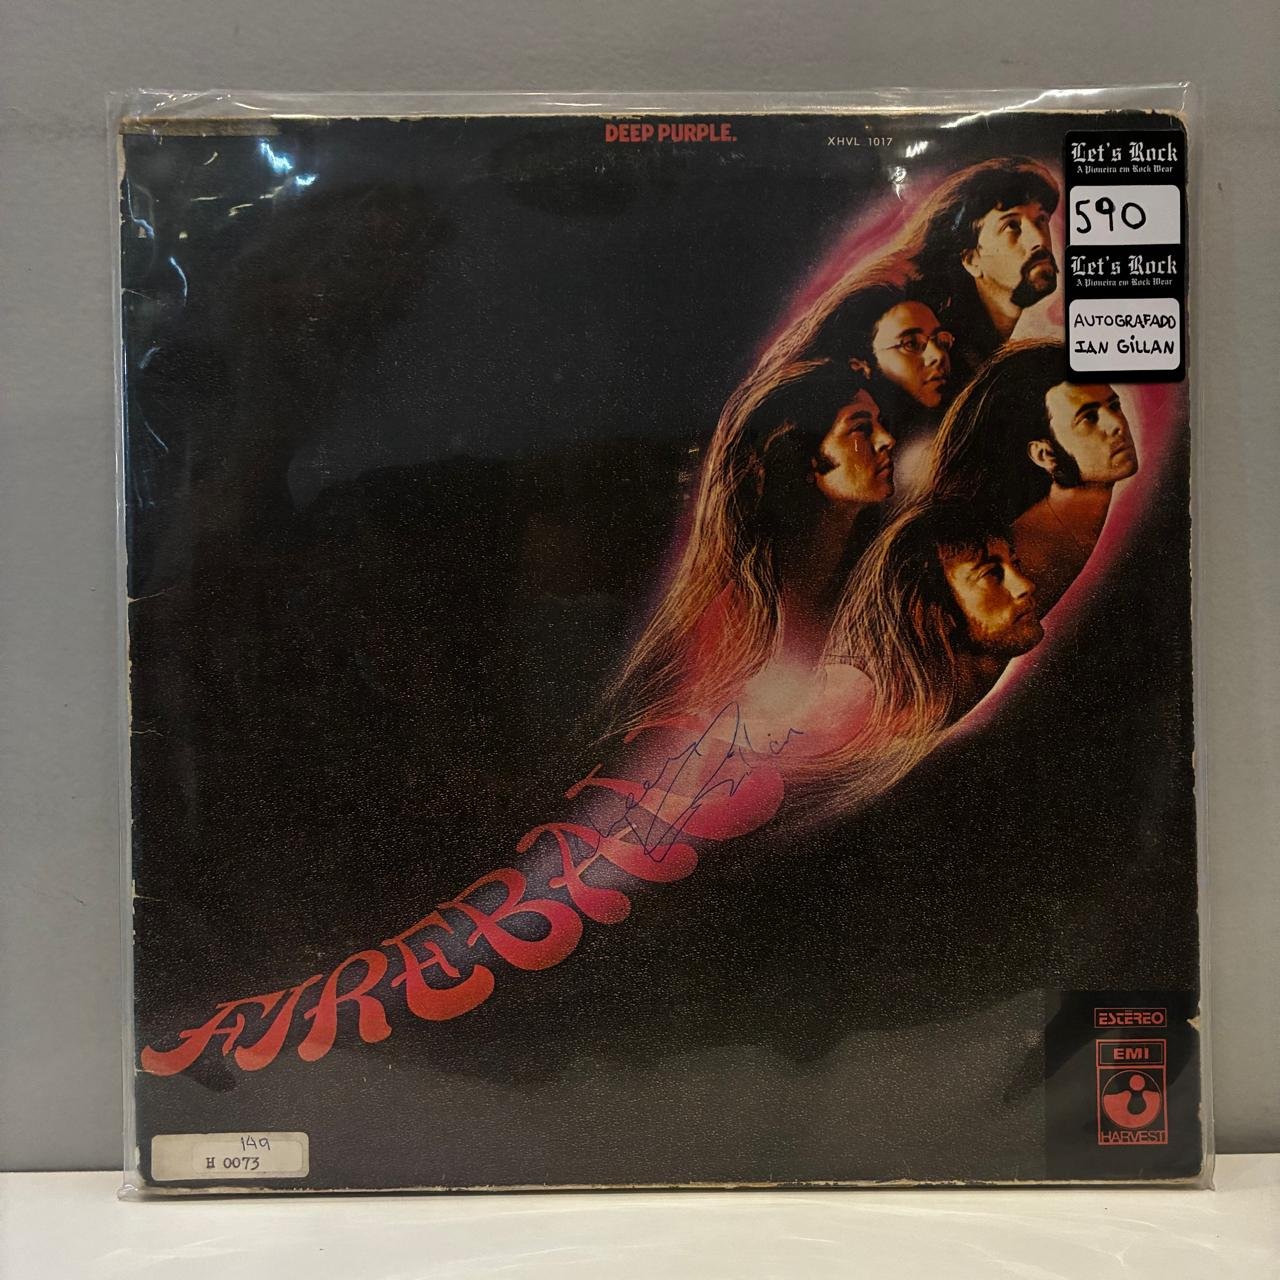 DEEP PURPLE.
XHVL 1017
Let's Rock
A Pioneira em Rock Wear
590
Let's Rock
A Pioneira em Rock Wear
AUTOGRAFADO
IAN GiLLAN
FIREBALL
ESTÉREO
EMI
HARVEST
149
H 0073